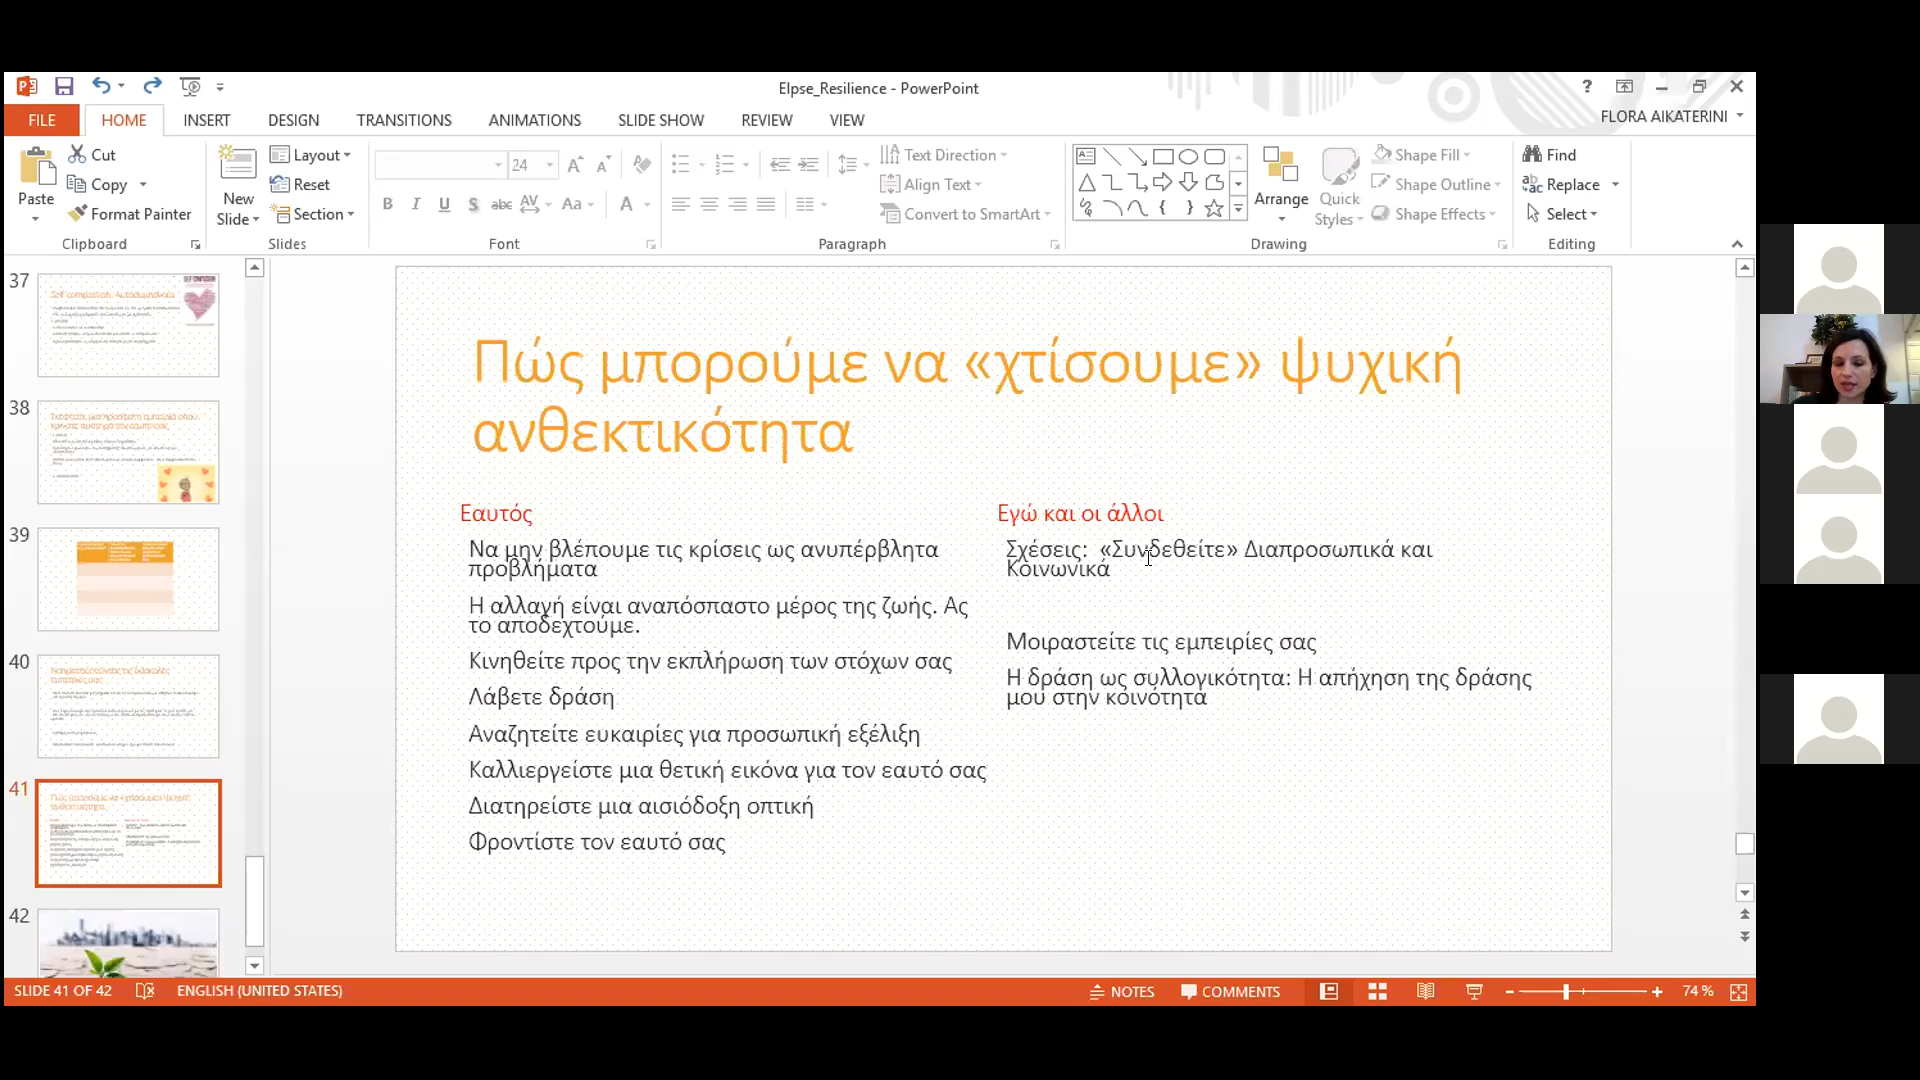 Elpse_Resilience - PowerPoint
?
FILE HOME INSERT DESIGN TRANSITIONS ANIMATIONS SLIDE SHOW REVIEW VIEW
FLORA AIKATERINI
Paste
Cut
Copy
Format Painter
Clipboard
New
Slide
Layout
Reset
Section
Slides
24
B I U S abc AV Aa A
Font
Text Direction
Align Text
Convert to SmartArt
Paragraph
Arrange
Quick
Styles
Shape Fill
Shape Outline
Shape Effects
Drawing
Find
Replace
Select
Editing
37
38
39
40
41
42
Πώς μπορούμε να «χτίσουμε» ψυχική
ανθεκτικότητα
Εαυτός
Να μην βλέπουμε τις κρίσεις ως ανυπέρβλητα
προβλήματα
Η αλλαγή είναι αναπόσπαστο μέρος της ζωής. Ας
το αποδεχτούμε.
Κινηθείτε προς την εκπλήρωση των στόχων σας
Λάβετε δράση
Αναζητείτε ευκαιρίες για προσωπική εξέλιξη
Καλλιεργείστε μια θετική εικόνα για τον εαυτό σας
Διατηρείστε μια αισιόδοξη οπτική
Φροντίστε τον εαυτό σας
Εγώ και οι άλλοι
Σχέσεις: «Συνδεθείτε» Διαπροσωπικά και
Κοινωνικά
Μοιραστείτε τις εμπειρίες σας
Η δράση ως συλλογικότητα: Η απήχηση της δράσης
μου στην κοινότητα
SLIDE 41 OF 42 ENGLISH (UNITED STATES) NOTES COMMENTS 74 %